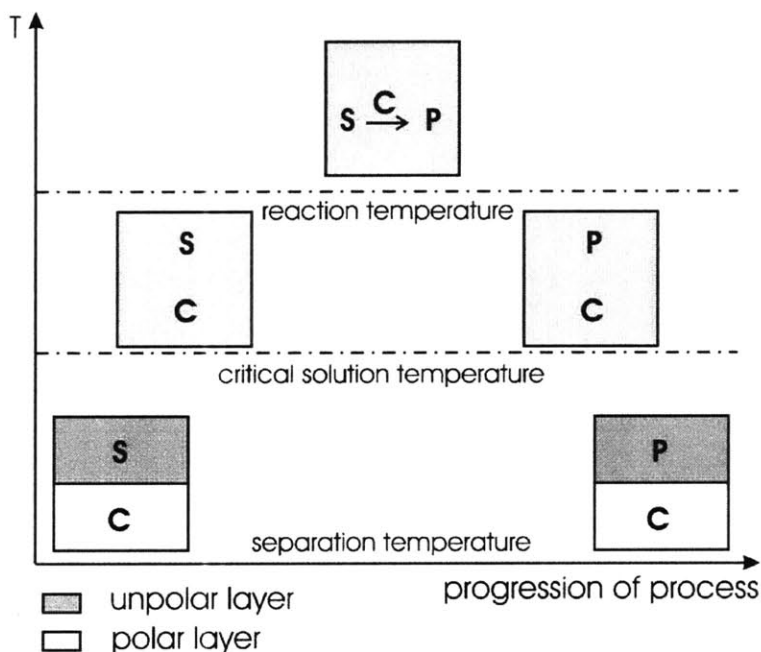 T
C
S → P
reaction temperature
S
P
C
C
critical solution temperature
S
P
C
C
separation temperature
progression of process
unpolar layer
polar layer